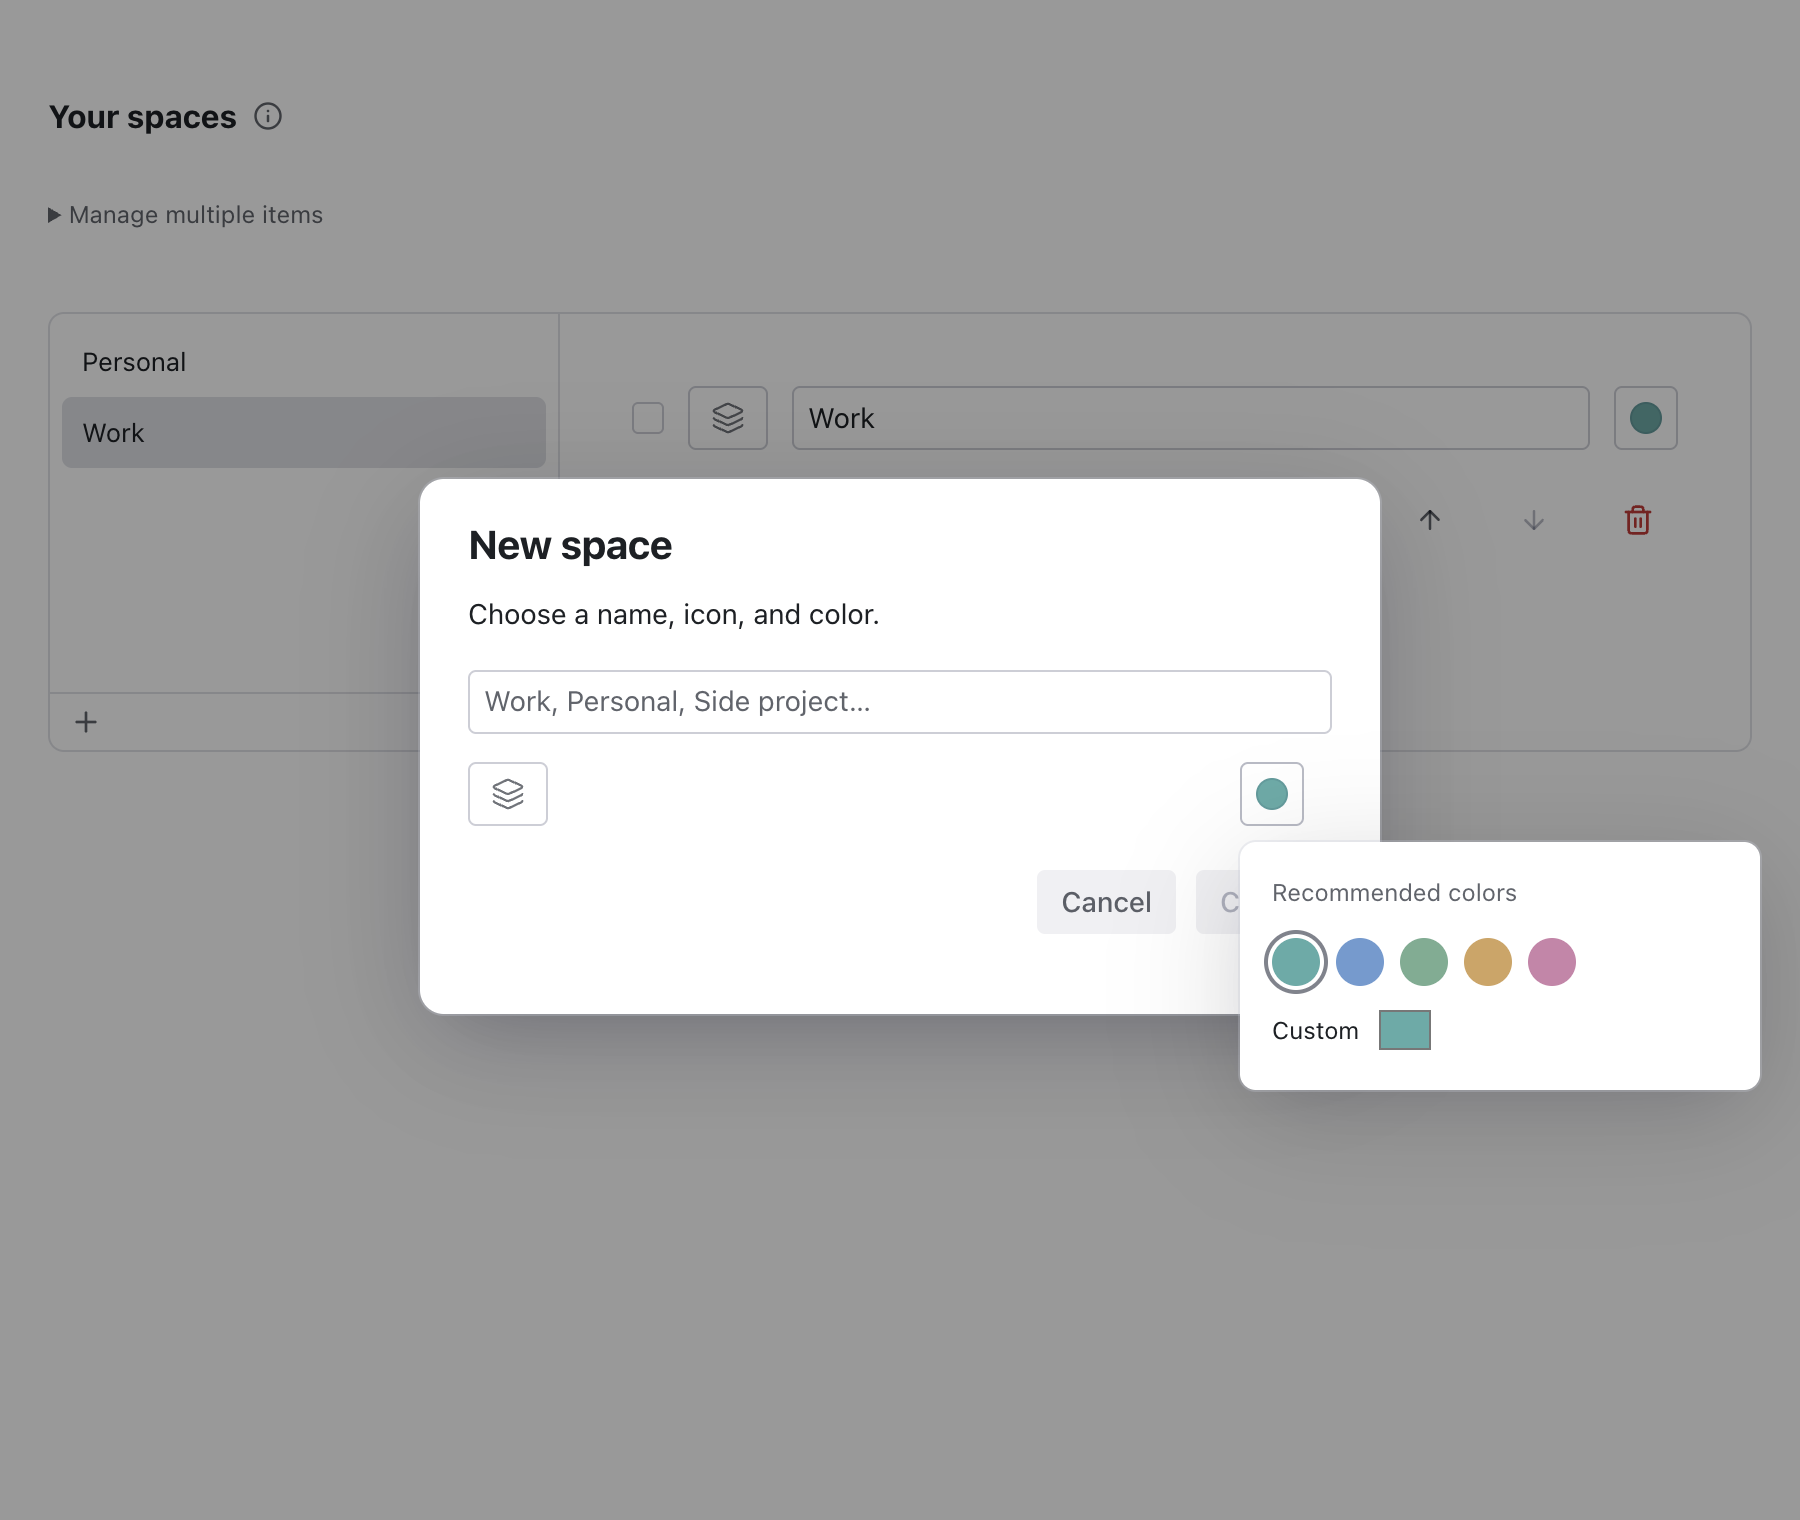 Your spaces
Manage multiple items
Personal
Work
Work
New space
Choose a name, icon, and color.
Work, Personal, Side project...
Cancel
Recommended colors
Custom